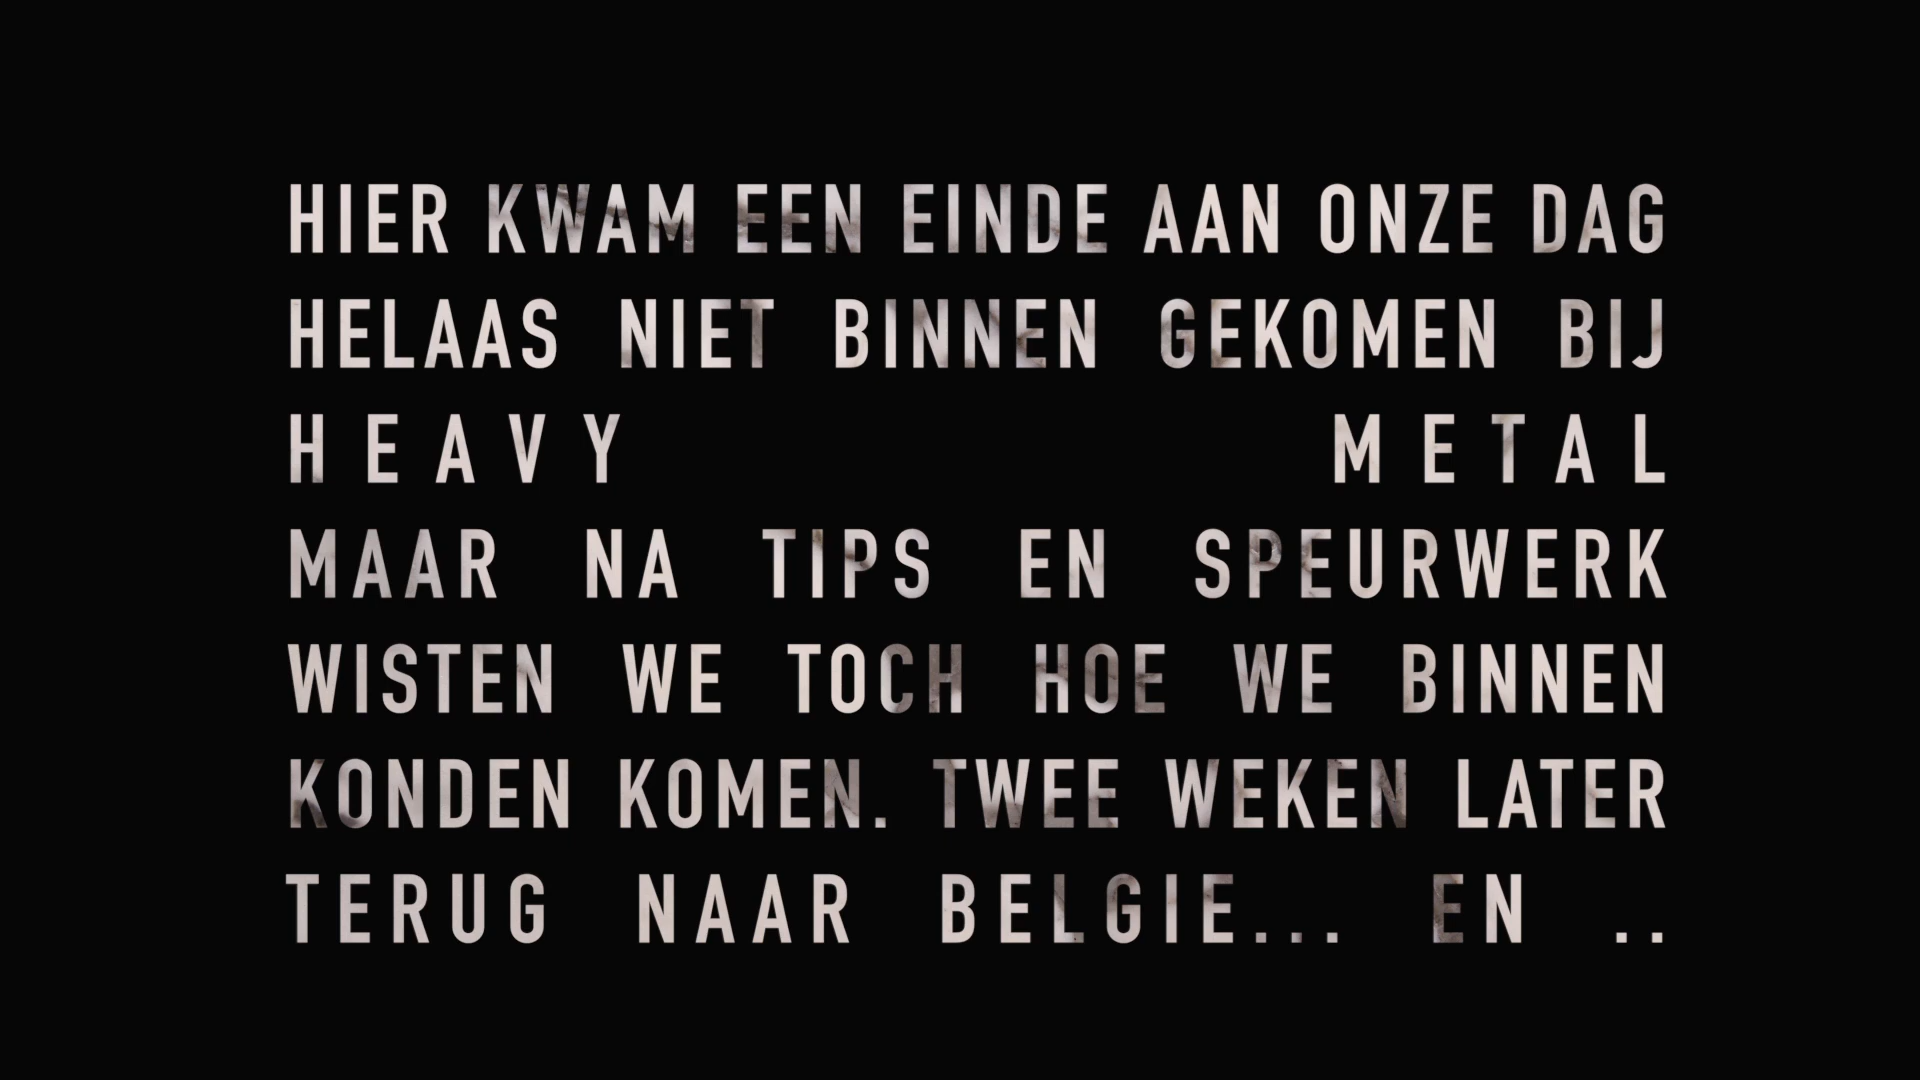 HIER KWAM EEN EINDE AAN ONZE DAG
HELAAS NIET BINNEN GEKOMEN BIJ
HEAVY METAL
MAAR NA TIPS EN SPEURWERK
WISTEN WE TOCH HOE WE BINNEN
KONDEN KOMEN. TWEE WEKEN LATER
TERUG NAAR BELGIE... EN ..